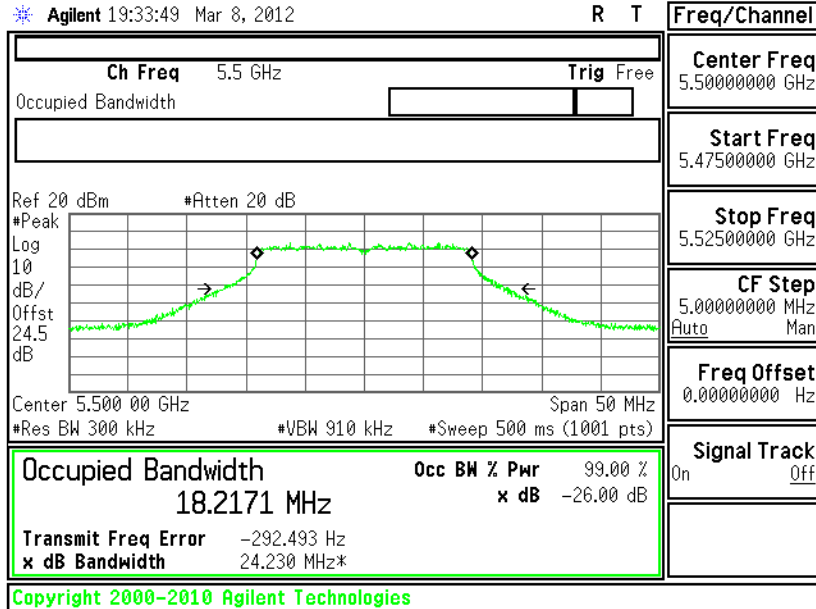 Agilent 19:33:49 Mar 8, 2012 R T
Freq/Channel
Ch Freq 5.5 GHz Trig Free
Occupied Bandwidth
Center Freq
5.50000000 GHz
Start Freq
5.47500000 GHz
Stop Freq
5.52500000 GHz
CF Step
5.00000000 MHz
Auto Man
Freq Offset
0.00000000 Hz
Signal Track
On Off
Ref 20 dBm #Atten 20 dB
#Peak
Log
10
dB/
Offst
24.5
dB
Center 5.500 00 GHz Span 50 MHz
#Res BW 300 kHz #VBW 910 kHz #Sweep 500 ms (1001 pts)
Occupied Bandwidth
18.2171 MHz
Occ BW % Pwr 99.00 %
x dB -26.00 dB
Transmit Freq Error -292.493 Hz
x dB Bandwidth 24.230 MHz*
Copyright 2000-2010 Agilent Technologies